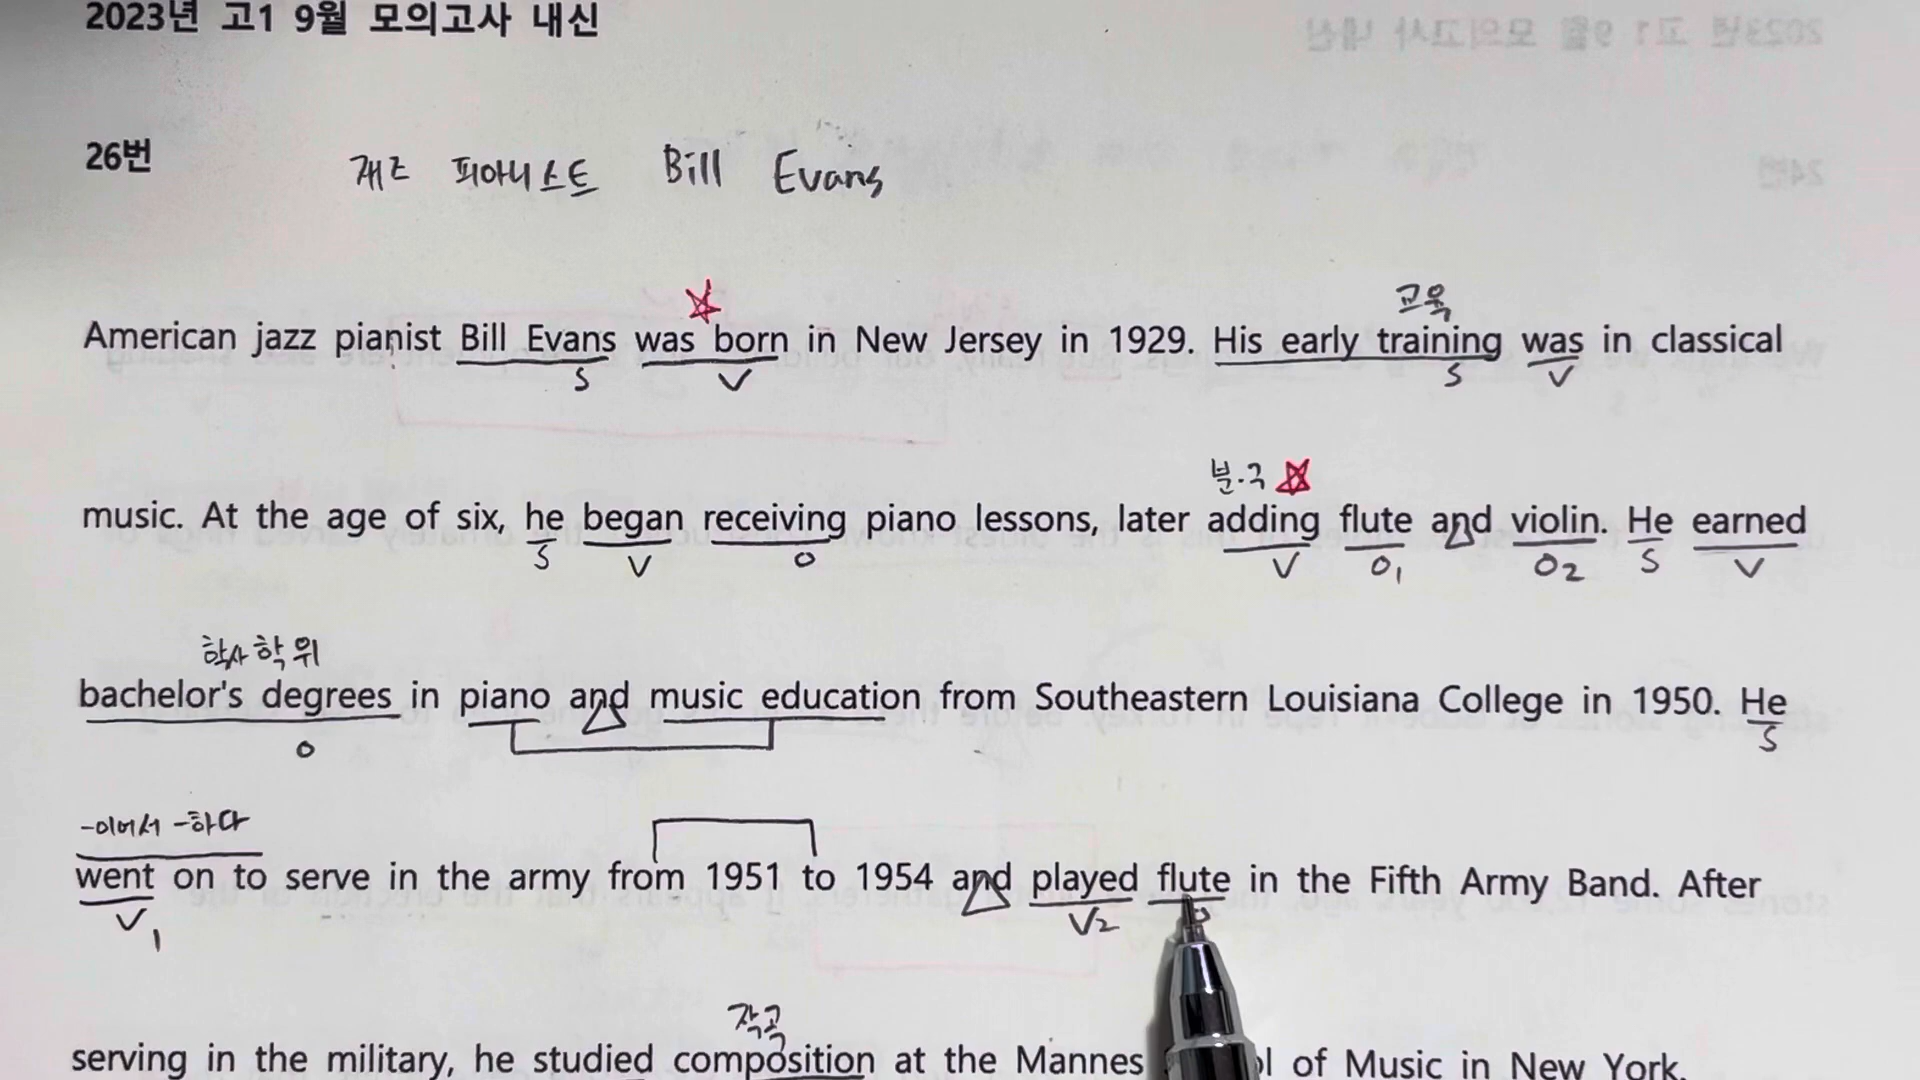 2023년 고1 9월 모의고사 내신
26번
재즈 피아니스트 Bill Evans
교육
American jazz pianist Bill Evans was born in New Jersey in 1929. His early training was in classical
S V S V
분.구
music. At the age of six, he began receiving piano lessons, later adding flute and violin. He earned
S V O V O1 O2 S V
학사학위
bachelor's degrees in piano and music education from Southeastern Louisiana College in 1950. He
O S
-이어서 -하다
went on to serve in the army from 1951 to 1954 and played flute in the Fifth Army Band. After
V1 V2
작곡
serving in the military, he studied composition at the Mannes of Music in New York.